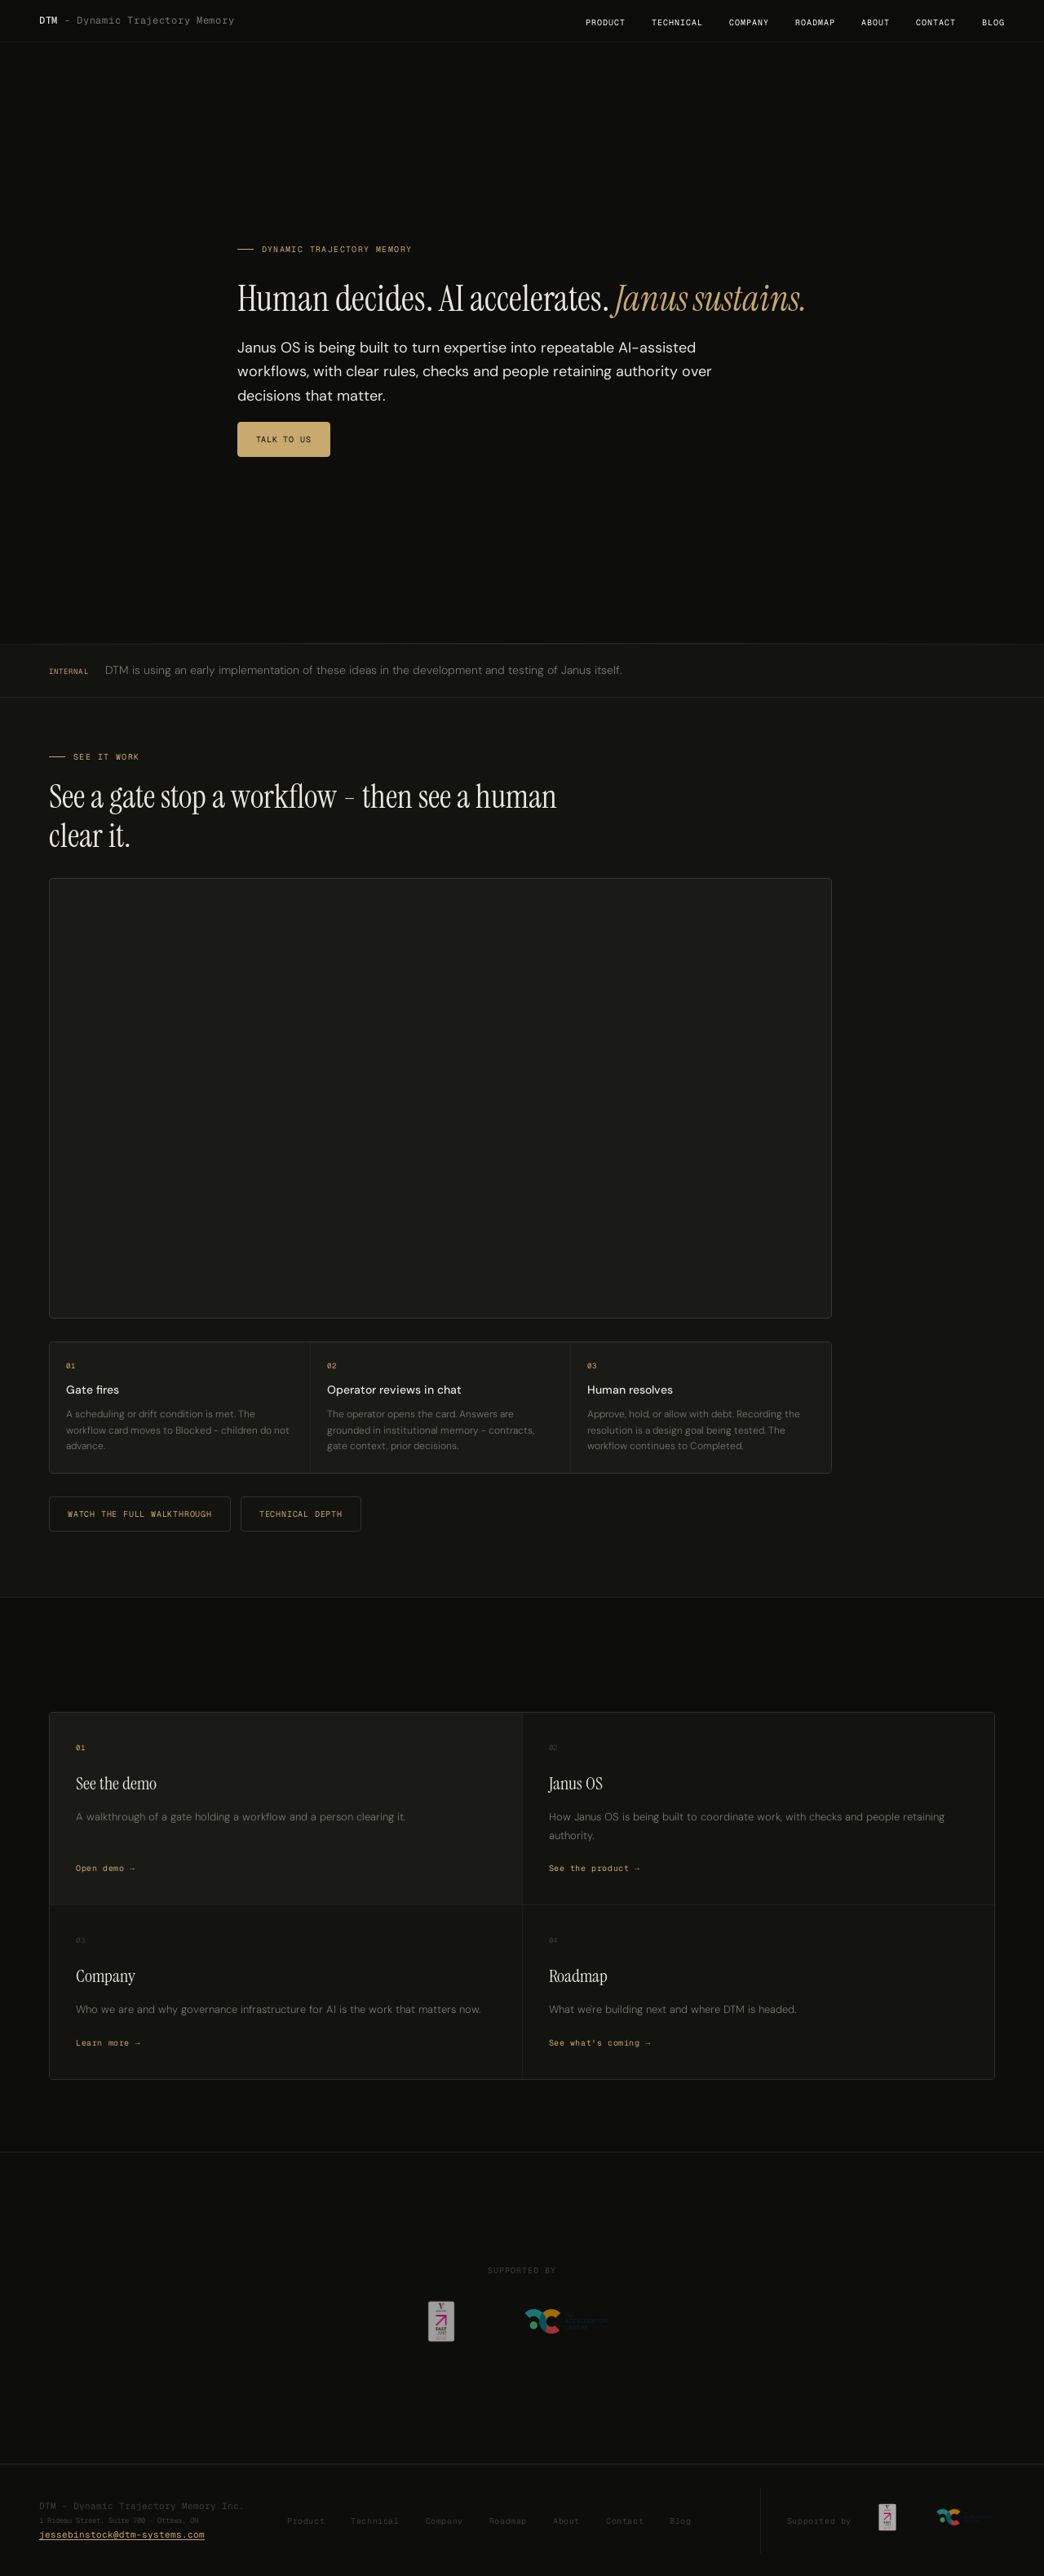 DTM – Dynamic Trajectory Memory
PRODUCT TECHNICAL COMPANY ROADMAP ABOUT CONTACT BLOG
DYNAMIC TRAJECTORY MEMORY
Human decides. AI accelerates. Janus sustains.
Janus OS is being built to turn expertise into repeatable AI-assisted
workflows, with clear rules, checks and people retaining authority over
decisions that matter.
TALK TO US
INTERNAL DTM is using an early implementation of these ideas in the development and testing of Janus itself.
SEE IT WORK
See a gate stop a workflow – then see a human
clear it.
01
Gate fires
A scheduling or drift condition is met. The
workflow card moves to Blocked – children do not
advance.
02
Operator reviews in chat
The operator opens the card. Answers are
grounded in institutional memory – contracts,
gate context, prior decisions.
03
Human resolves
Approve, hold, or allow with debt. Recording the
resolution is a design goal being tested. The
workflow continues to Completed.
WATCH THE FULL WALKTHROUGH
TECHNICAL DEPTH
01
See the demo
A walkthrough of a gate holding a workflow and a person clearing it.
Open demo →
02
Janus OS
How Janus OS is being built to coordinate work, with checks and people retaining
authority.
See the product →
03
Company
Who we are and why governance infrastructure for AI is the work that matters now.
Learn more →
04
Roadmap
What we're building next and where DTM is headed.
See what's coming →
SUPPORTED BY
DTM – Dynamic Trajectory Memory Inc.
1 Rideau Street, Suite 700 · Ottawa, ON
jessebinstock@dtm-systems.com
Product Technical Company Roadmap About Contact Blog
Supported by